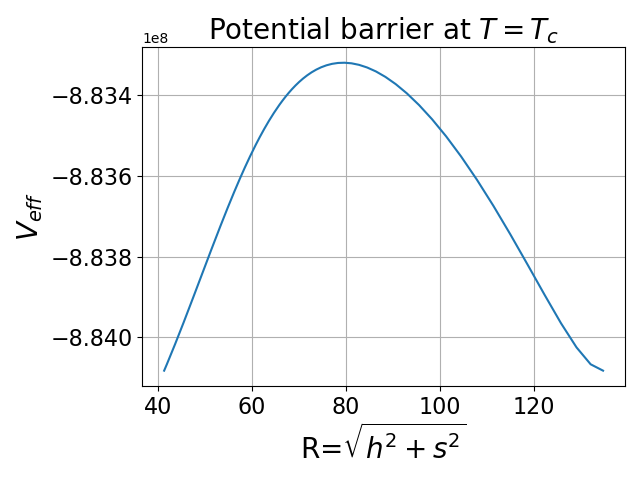 Potential barrier at $T = T_c$
1e8
−8.834
−8.836
−8.838
−8.840
$V_{eff}$
40 60 80 100 120
R=$\sqrt{h^2 + s^2}$